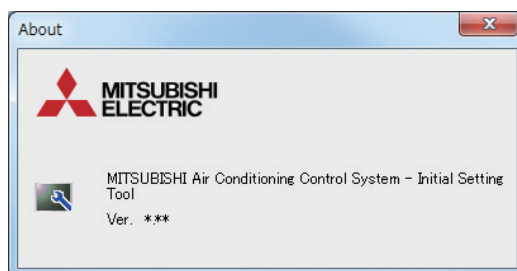 About
x
MITSUBISHI
ELECTRIC
MITSUBISHI Air Conditioning Control System - Initial Setting
Tool
Ver. *.**